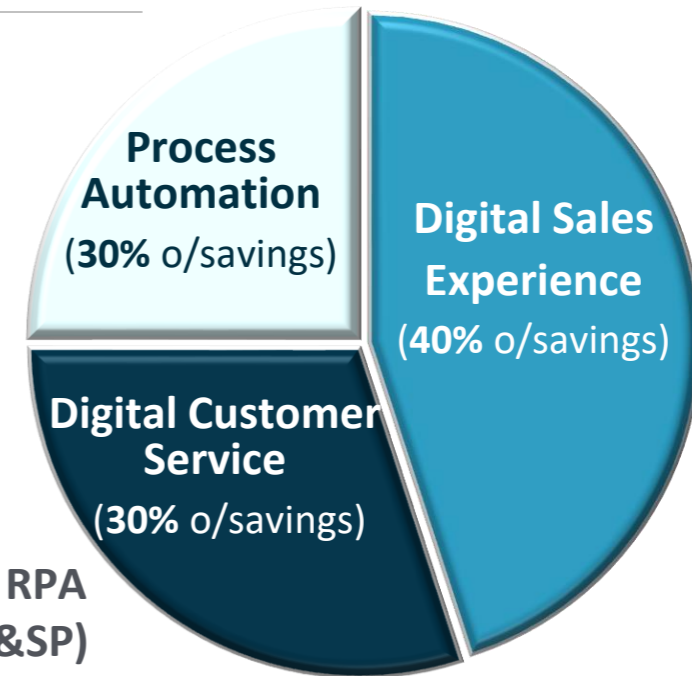 Process
Automation
(30% o/savings)
Digital Sales
Experience
(40% o/savings)
Digital Customer
Service
(30% o/savings)
RPA
&SP)